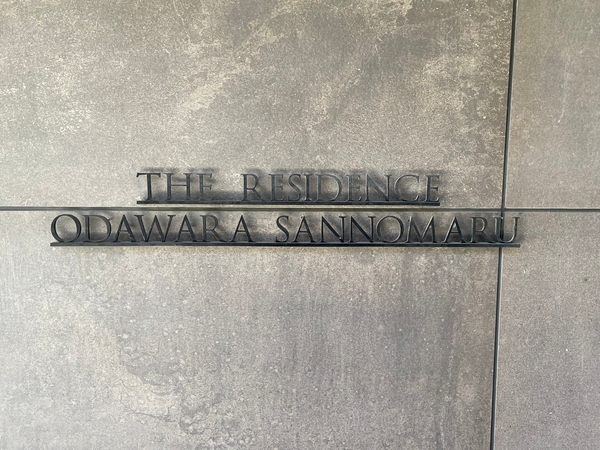 THE RESIDENCE
ODAWARA SANNOMARU